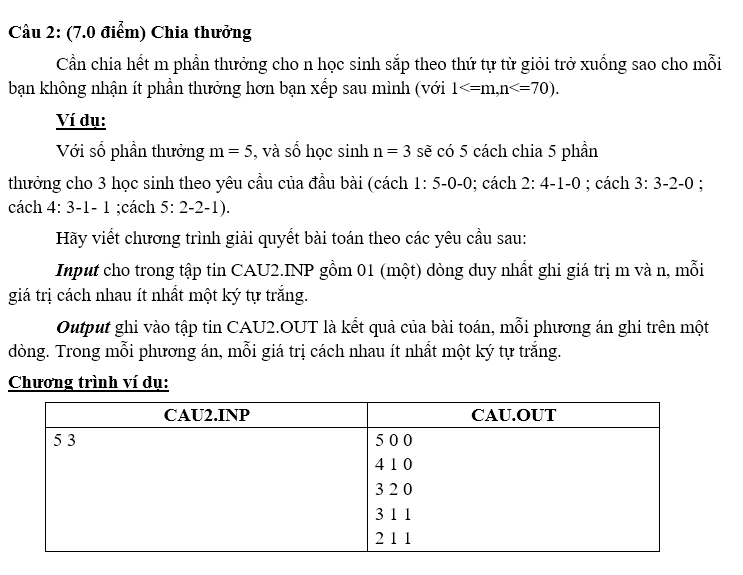 Câu 2: (7.0 điểm) Chia thưởng
Cần chia hết m phần thưởng cho n học sinh sắp theo thứ tự từ giỏi trở xuống sao cho mỗi
bạn không nhận ít phần thưởng hơn bạn xếp sau mình (với 1<=m,n<=70).
Ví dụ:
Với số phần thưởng m = 5, và số học sinh n = 3 sẽ có 5 cách chia 5 phần
thưởng cho 3 học sinh theo yêu cầu của đầu bài (cách 1: 5-0-0; cách 2: 4-1-0 ; cách 3: 3-2-0 ;
cách 4: 3-1- 1 ;cách 5: 2-2-1).
Hãy viết chương trình giải quyết bài toán theo các yêu cầu sau:
Input cho trong tập tin CAU2.INP gồm 01 (một) dòng duy nhất ghi giá trị m và n, mỗi
giá trị cách nhau ít nhất một ký tự trắng.
Output ghi vào tập tin CAU2.OUT là kết quả của bài toán, mỗi phương án ghi trên một
dòng. Trong mỗi phương án, mỗi giá trị cách nhau ít nhất một ký tự trắng.
Chương trình ví dụ:
CAU2.INP CAU.OUT
5 3 5 0 0
4 1 0
3 2 0
3 1 1
2 1 1